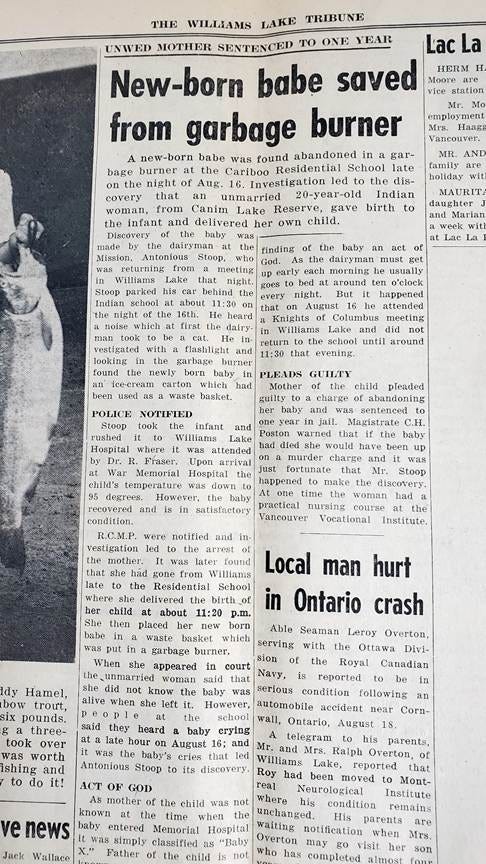 THE WILLIAMS LAKE TRIBUNE
UNWED MOTHER SENTENCED TO ONE YEAR
New-born babe saved
from garbage burner
A new-born babe was found abandoned in a gar-
bage burner at the Cariboo Residential School late
on the night of Aug. 16. Investigation led to the dis-
covery that an unmarried 20-year-old Indian
woman, from Canim Lake Reserve, gave birth to
the infant and delivered her own child.
Discovery of the baby was
made by the dairyman at the
Mission, Antonious Stoop, who
was returning from a meeting
in Williams Lake that night.
Stoop parked his car behind the
Indian school at about 11:30 on
the night of the 16th. He heard
a noise which at first the dairy-
man took to be a cat. He in-
vestigated with a flashlight and
looking in the garbage burner
found the newly born baby in
an ice-cream carton which had
been used as a waste basket.
POLICE NOTIFIED
Stoop took the infant and
rushed it to Williams Lake
Hospital where it was attended
by Dr. R. Fraser. Upon arrival
at War Memorial Hospital the
child's temperature was down to
95 degrees. However, the baby
recovered and is in satisfactory
condition.
R.C.M.P. were notified and in-
vestigation led to the arrest of
the mother. It was later found
that she had gone from Williams
late to the Residential School
where she delivered the birth of
her child at about 11:20 p.m.
She then placed her new born
babe in a waste basket which
was put in a garbage burner.
When she appeared in court
the unmarried woman said that
she did not know the baby was
alive when she left it. However,
people at the school
said they heard a baby crying
at a late hour on August 16; and
it was the baby's cries that led
Antonious Stoop to its discovery.
ACT OF GOD
As mother of the child was not
known at the time when the
baby entered Memorial Hospital
it was simply classified as "Baby
X." Father of the child is not
finding of the baby an act of
God. As the dairyman must get
up early each morning he usually
goes to bed at around ten o'clock
every night. But it happened
that on August 16 he attended
a Knights of Columbus meeting
in Williams Lake and did not
return to the school until around
11:30 that evening.
PLEADS GUILTY
Mother of the child pleaded
guilty to a charge of abandoning
her baby and was sentenced to
one year in jail. Magistrate C.H.
Poston warned that if the baby
had died she would have been up
on a murder charge and it was
just fortunate that Mr. Stoop
happened to make the discovery.
At one time the woman had a
practical nursing course at the
Vancouver Vocational Institute.
Local man hurt
in Ontario crash
Able Seaman Leroy Overton,
serving with the Ottawa Divi-
sion of the Royal Canadian
Navy, is reported to be in
serious condition following an
automobile accident near Corn-
wall, Ontario, August 18.
A telegram to his parents,
Mr. and Mrs. Ralph Overton, of
Williams Lake, reported that
Roy had been moved to Mont-
real Neurological Institute
where his condition remains
unchanged. His parents are
waiting notification when Mrs.
Overton may go visit her son
who has completed almost four
Lac La
HERM
Moore are
vice station
Mr.
employment
Mrs.
Vancouver.
MR. AND
family are
holiday with
MAURITA
daughter J
and Marian
a week with
at Lac La
ddy Hamel,
bow trout,
six pounds.
g a three-
took over
was worth
fishing and
y to do it!
ve news
Jack Wallace